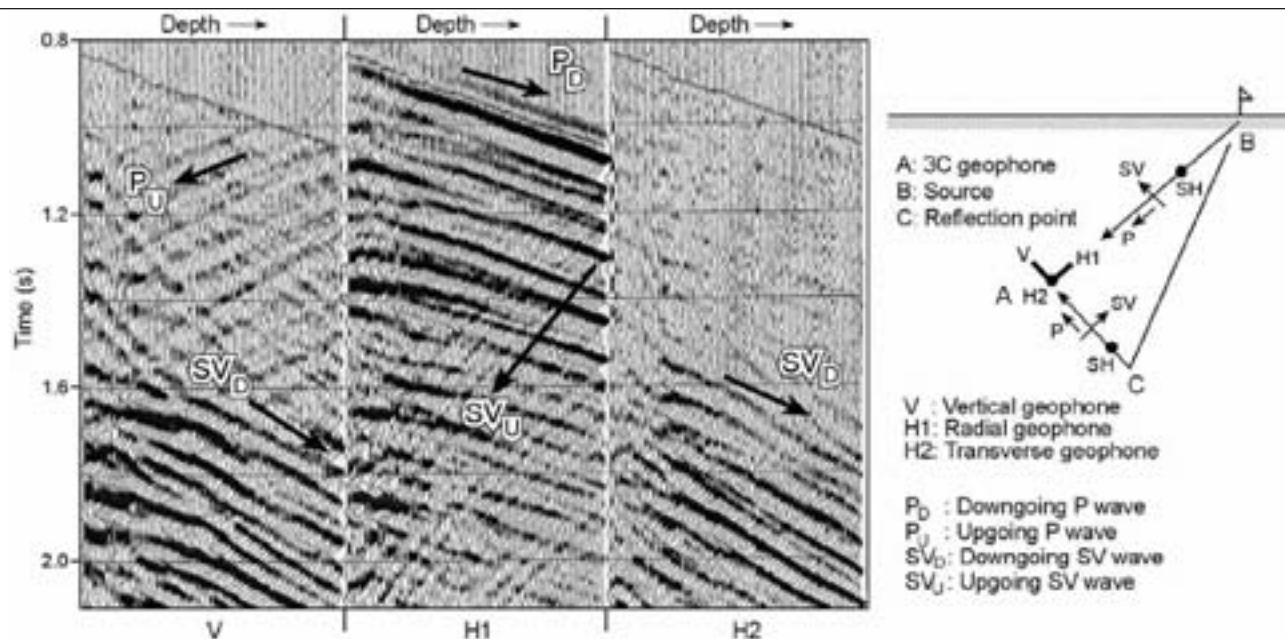 Depth → Depth → Depth →
0.8
1.2
1.6
2.0
Time (s)
P_D
P_U
SV_D
SV_U
SV_D
V H1 H2
A: 3C geophone
B: Source
C: Reflection point
B
SV
SH
P
V
H1
A
H2
SV
P
SH
C
V : Vertical geophone
H1: Radial geophone
H2: Transverse geophone
P_D : Downgoing P wave
P_U : Upgoing P wave
SV_D : Downgoing SV wave
SV_U : Upgoing SV wave